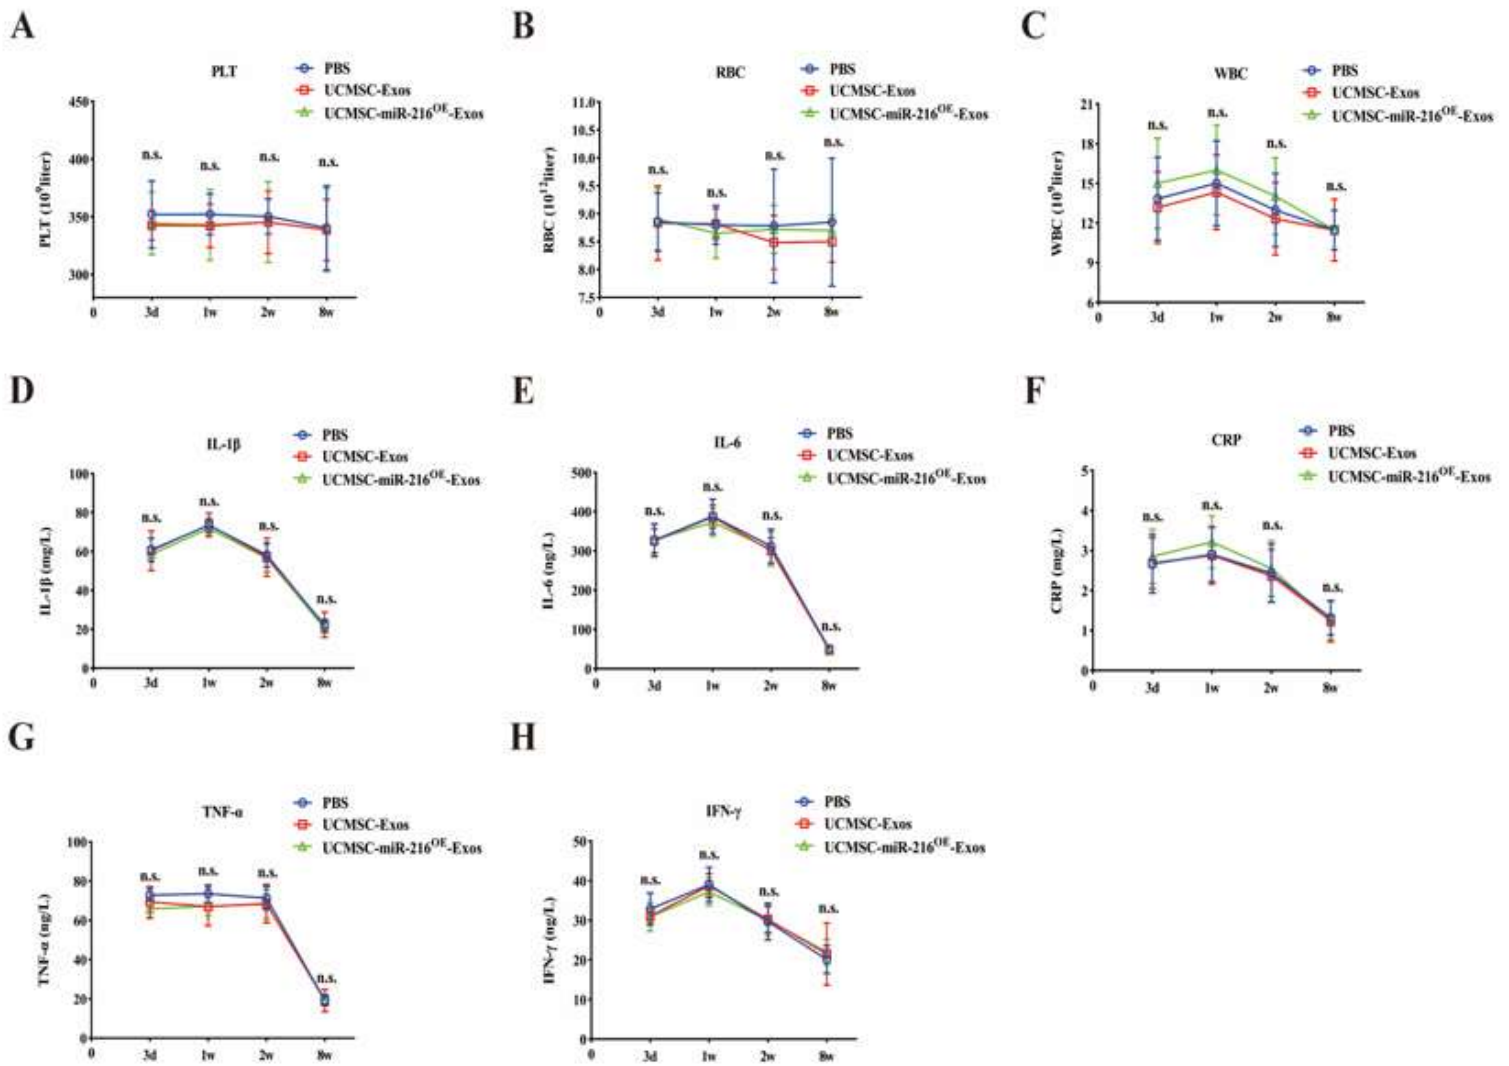 A
PLT
PBS
UCMSC-Exos
UCMSC-miR-216OE-Exos
PLT (10⁹liter)
450
400
350
300
0
n.s. n.s. n.s. n.s.
3d 1w 2w 8w
B
RBC
PBS
UCMSC-Exos
UCMSC-miR-216OE-Exos
RBC (10¹²liter)
11.0
10.5
10.0
9.5
9.0
8.5
8.0
7.5
0
n.s. n.s. n.s. n.s.
3d 1w 2w 8w
C
WBC
PBS
UCMSC-Exos
UCMSC-miR-216OE-Exos
WBC (10⁹liter)
21
18
15
12
9
6
0
n.s. n.s. n.s. n.s.
3d 1w 2w 8w
D
IL-1β
PBS
UCMSC-Exos
UCMSC-miR-216OE-Exos
IL-1β (mg/L)
100
80
60
40
20
0
0
n.s. n.s. n.s. n.s.
3d 1w 2w 8w
E
IL-6
PBS
UCMSC-Exos
UCMSC-miR-216OE-Exos
IL-6 (ng/L)
500
400
300
200
100
0
0
n.s. n.s. n.s. n.s.
3d 1w 2w 8w
F
CRP
PBS
UCMSC-Exos
UCMSC-miR-216OE-Exos
CRP (mg/L)
5
4
3
2
1
0
0
n.s. n.s. n.s. n.s.
3d 1w 2w 8w
G
TNF-α
PBS
UCMSC-Exos
UCMSC-miR-216OE-Exos
TNF-α (ng/L)
100
80
60
40
20
0
0
n.s. n.s. n.s. n.s.
3d 1w 2w 8w
H
IFN-γ
PBS
UCMSC-Exos
UCMSC-miR-216OE-Exos
IFN-γ (ng/L)
50
40
30
20
10
0
0
n.s. n.s. n.s. n.s.
3d 1w 2w 8w